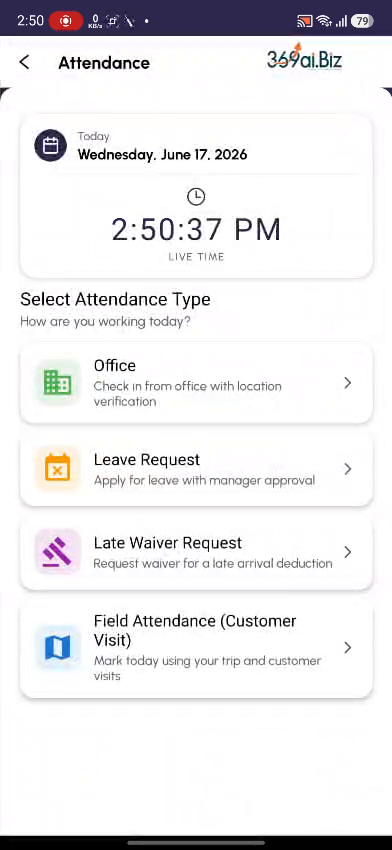 2:50
0
KB/s
79
Attendance
369ai.Biz
Today
Wednesday, June 17, 2026
2:50:37 PM
LIVE TIME
Select Attendance Type
How are you working today?
Office
Check in from office with location
verification
Leave Request
Apply for leave with manager approval
Late Waiver Request
Request waiver for a late arrival deduction
Field Attendance (Customer
Visit)
Mark today using your trip and customer
visits